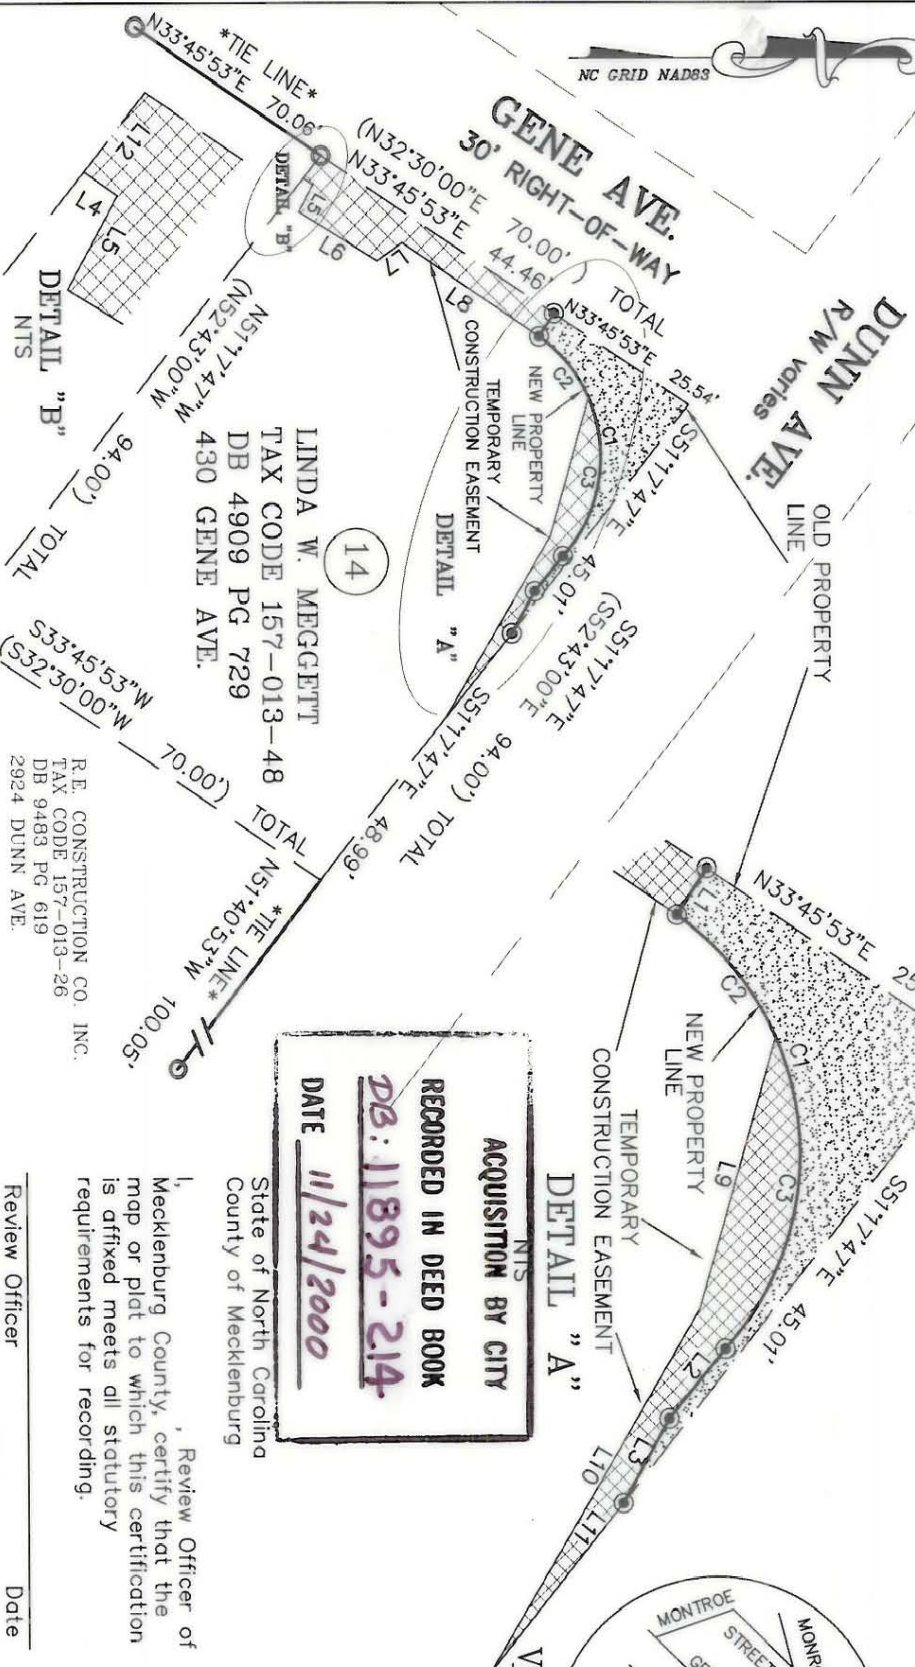 NC GRID NAD83
GENE AVE.
30' RIGHT-OF-WAY
DUNN AVE.
R/W varies
*TIE LINE*
N33°45'53"E 70.06'
(N32°30'00"E 70.00') TOTAL
N33°45'53"E 44.46'
N33°45'53"E 25.54'
S51°17'47"E 45.01'
S51°17'47"E
(S52°43'00"E 94.00') TOTAL
S51°17'47"E 48.99'
OLD PROPERTY
LINE
DETAIL "B"
L5
L6
L7
L8
C2
C1
C3
TEMPORARY
CONSTRUCTION EASEMENT
NEW PROPERTY
LINE
DETAIL "A"
L12
L4
L5
DETAIL "B"
NTS
N51°17'47"W
(N52°43'00"W 94.00') TOTAL
14
LINDA W. MEGGETT
TAX CODE 157-013-48
DB 4909 PG 729
430 GENE AVE.
S33°45'53"W
(S32°30'00"W 70.00') TOTAL
*TIE LINE*
N51°40'53"W 100.05'
R.E. CONSTRUCTION CO. INC.
TAX CODE 157-013-26
DB 9483 PG 619
2924 DUNN AVE.
N33°45'53"E 25
S51°17'47"E 45.01'
L1
C2
C1
C3
L9
L2
L3
L10
L11
NEW PROPERTY
LINE
TEMPORARY
CONSTRUCTION EASEMENT
DETAIL "A"
NTS
ACQUISITION BY CITY
RECORDED IN DEED BOOK
DB: 11895-214
DATE 11/24/2000
State of North Carolina
County of Mecklenburg
I, , Review Officer of
Mecklenburg County, certify that the
map or plat to which this certification
is affixed meets all statutory
requirements for recording.
Review Officer Date
MONTROE
STREET
MONR
GE
V